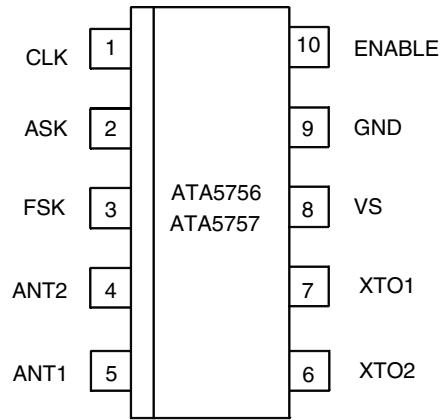 CLK 1 10 ENABLE
ASK 2 9 GND
ATA5756
FSK 3 8 VS
ATA5757
ANT2 4 7 XTO1
ANT1 5 6 XTO2